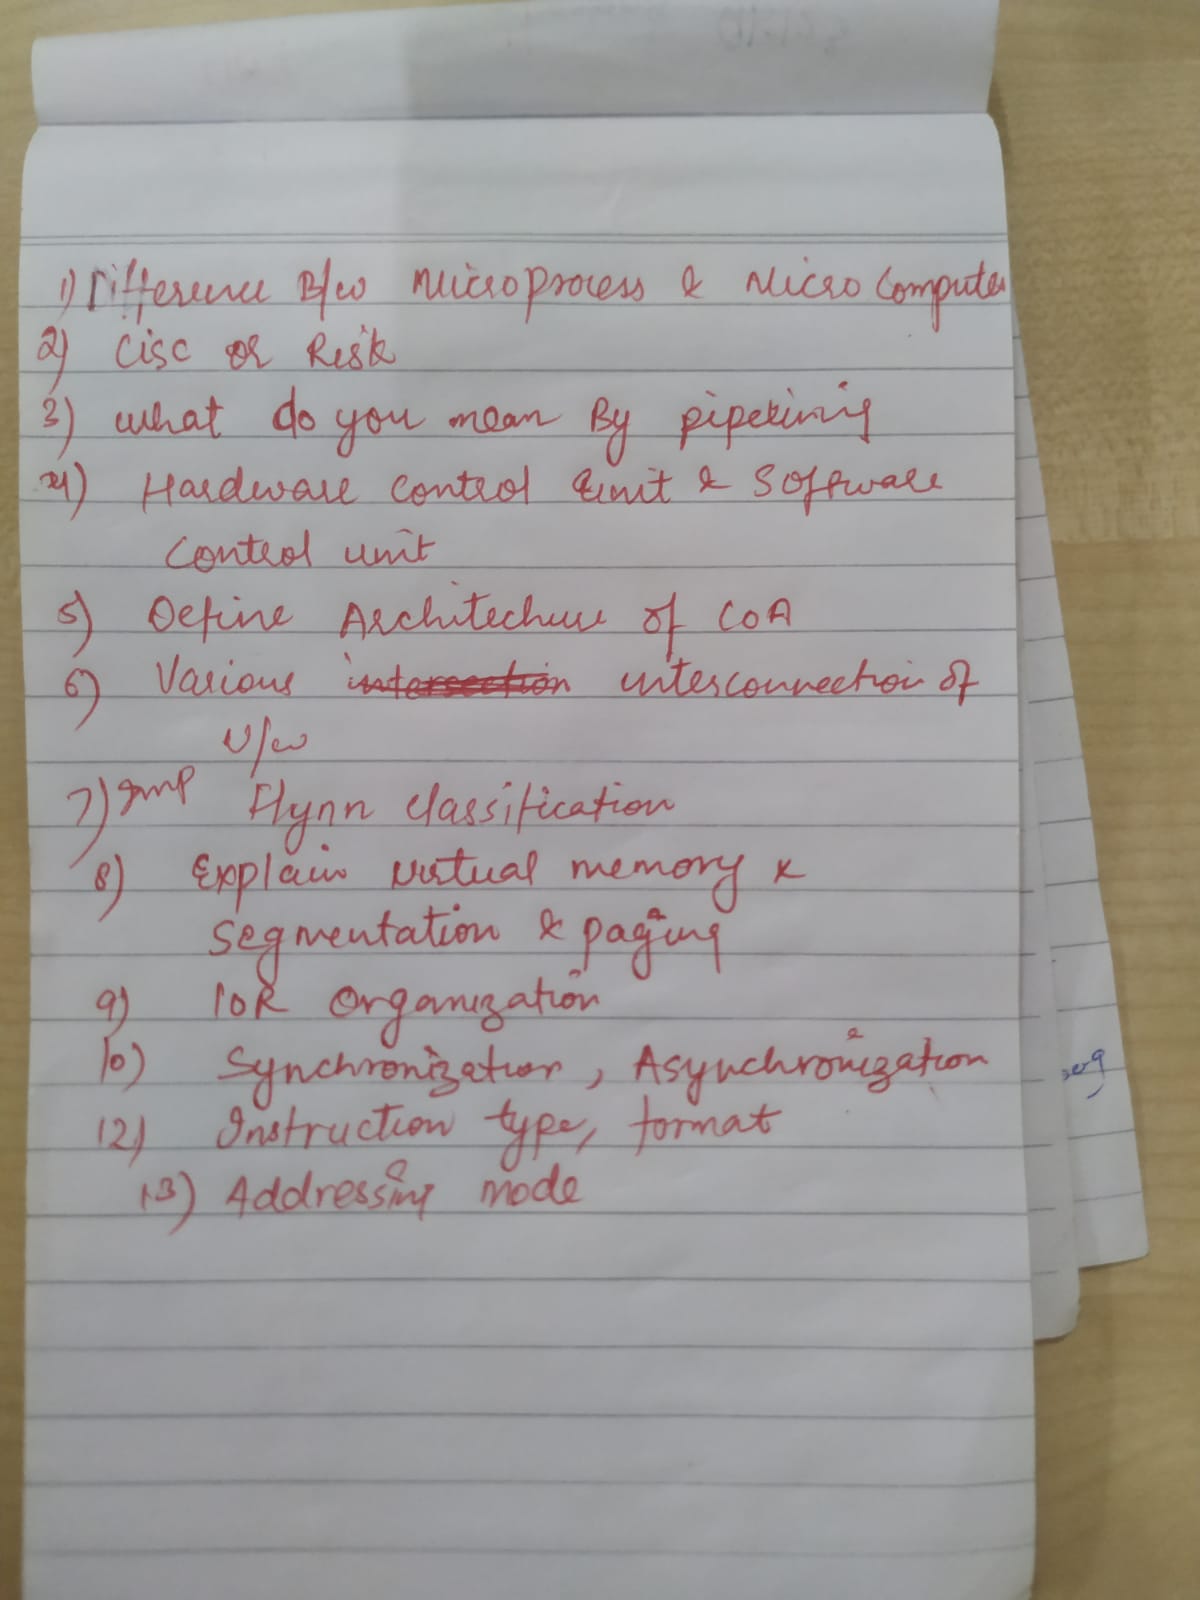 1) Difference B/w Microprocess & Micro Computer
2) Cisc or Risk
3) what do you mean By pipelining
4) Hardware control unit & Software
control unit
5) Define Architecture of COA
6) Various intersection interconnection of
N/w
7) Imp Flynn classification
8) Explain virtual memory &
segmentation & paging
9) IOR Organization
10) Synchronization, Asynchronization
12) Instruction type, format
13) Addressing mode